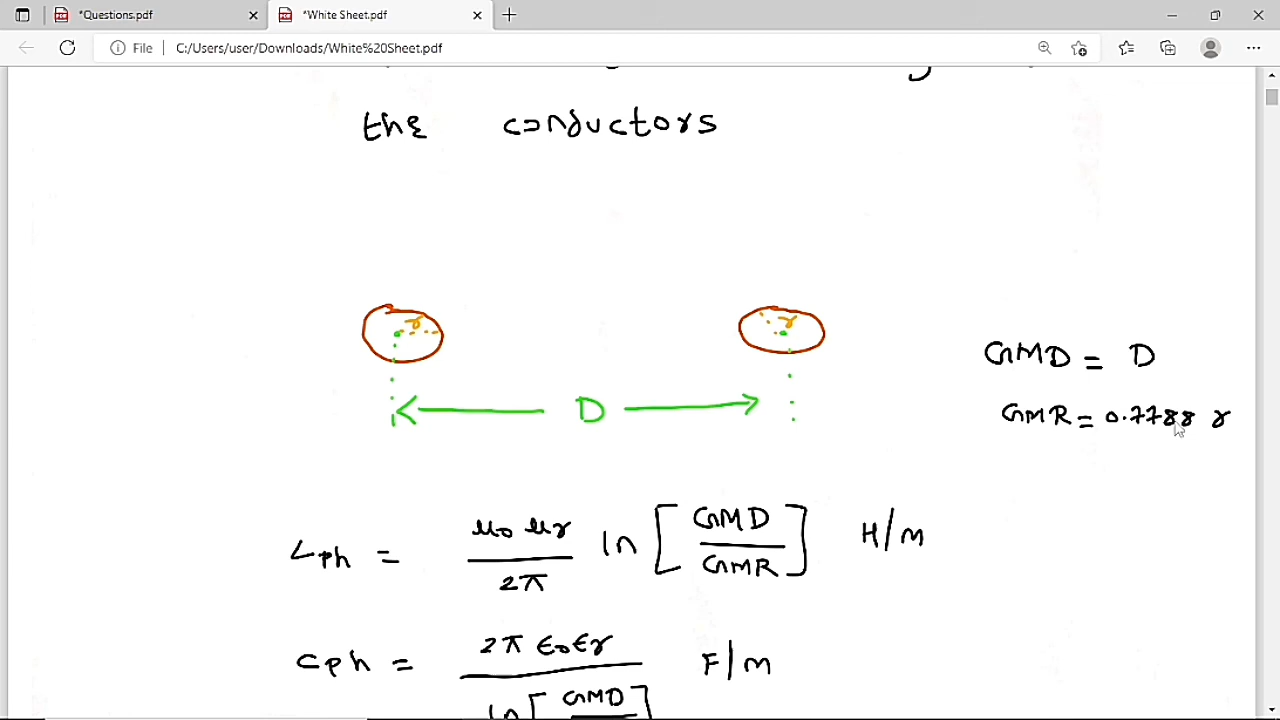 *Questions.pdf
*White Sheet.pdf
File C:/Users/user/Downloads/White%20Sheet.pdf
the conductors
r r
GMD = D
D
GMR = 0.7788 r
Lph = μ0 μr / 2π ln [ GMD / GMR ] H/m
Cph = 2π ε0 εr / ln [ GMD ] F/m